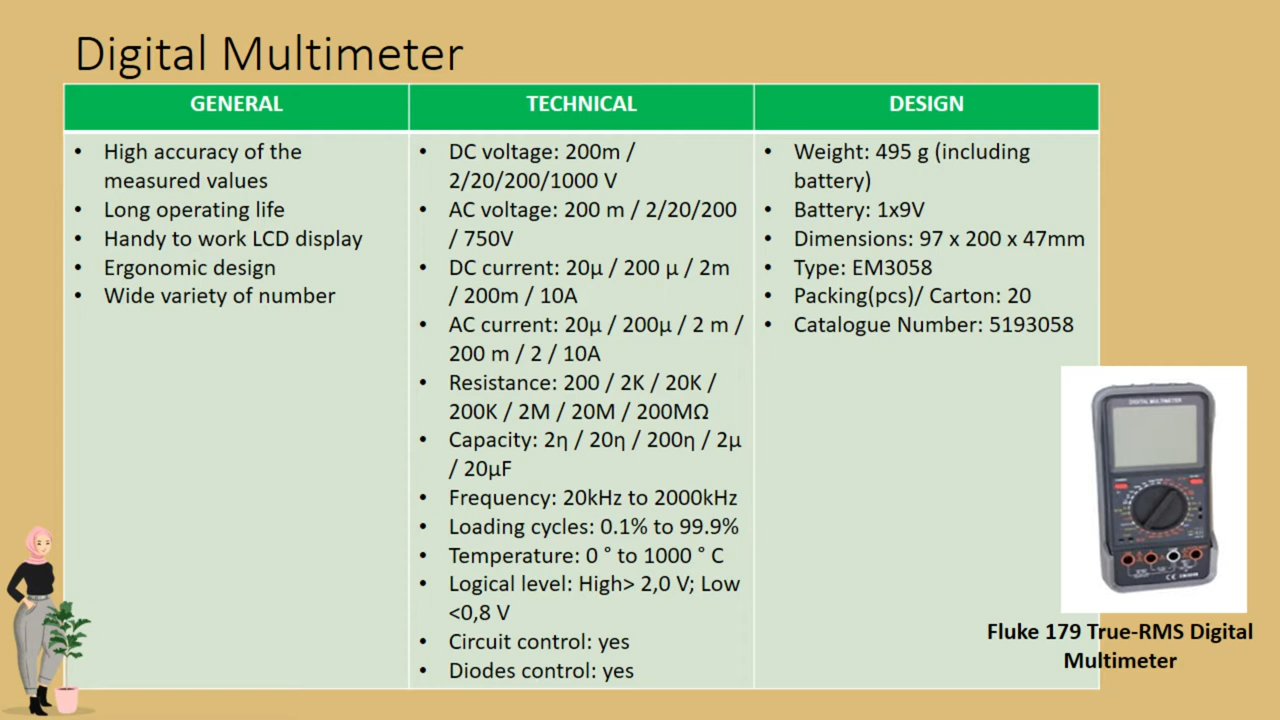 Digital Multimeter
GENERAL
TECHNICAL
DESIGN
• High accuracy of the
measured values
• Long operating life
• Handy to work LCD display
• Ergonomic design
• Wide variety of number
• DC voltage: 200m /
2/20/200/1000 V
• AC voltage: 200 m / 2/20/200
/ 750V
• DC current: 20µ / 200 µ / 2m
/ 200m / 10A
• AC current: 20µ / 200µ / 2 m /
200 m / 2 / 10A
• Resistance: 200 / 2K / 20K /
200K / 2M / 20M / 200MΩ
• Capacity: 2η / 20η / 200η / 2µ
/ 20µF
• Frequency: 20kHz to 2000kHz
• Loading cycles: 0.1% to 99.9%
• Temperature: 0 ° to 1000 ° C
• Logical level: High> 2,0 V; Low
<0,8 V
• Circuit control: yes
• Diodes control: yes
• Weight: 495 g (including
battery)
• Battery: 1x9V
• Dimensions: 97 x 200 x 47mm
• Type: EM3058
• Packing(pcs)/ Carton: 20
• Catalogue Number: 5193058
DIGITAL MULTIMETER
CE
Fluke 179 True-RMS Digital
Multimeter